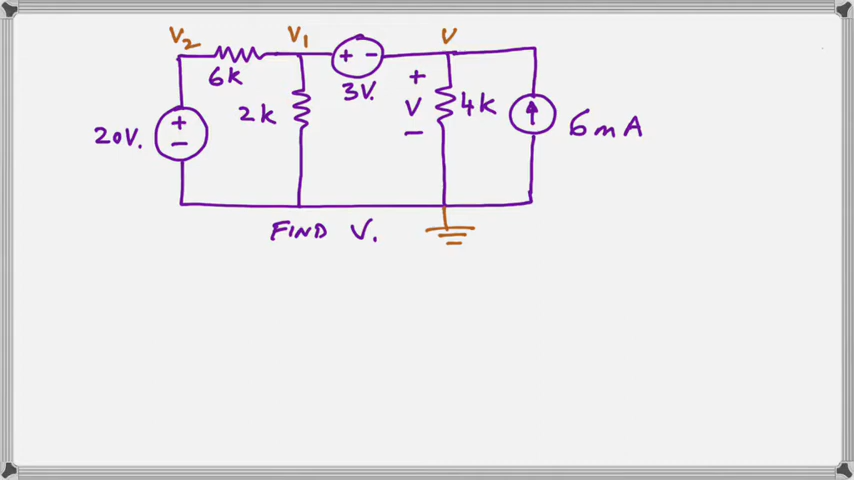 V2 V1 V
6k + - +
3V.
20V. + - 2k V 4k 6mA
-
FIND V.